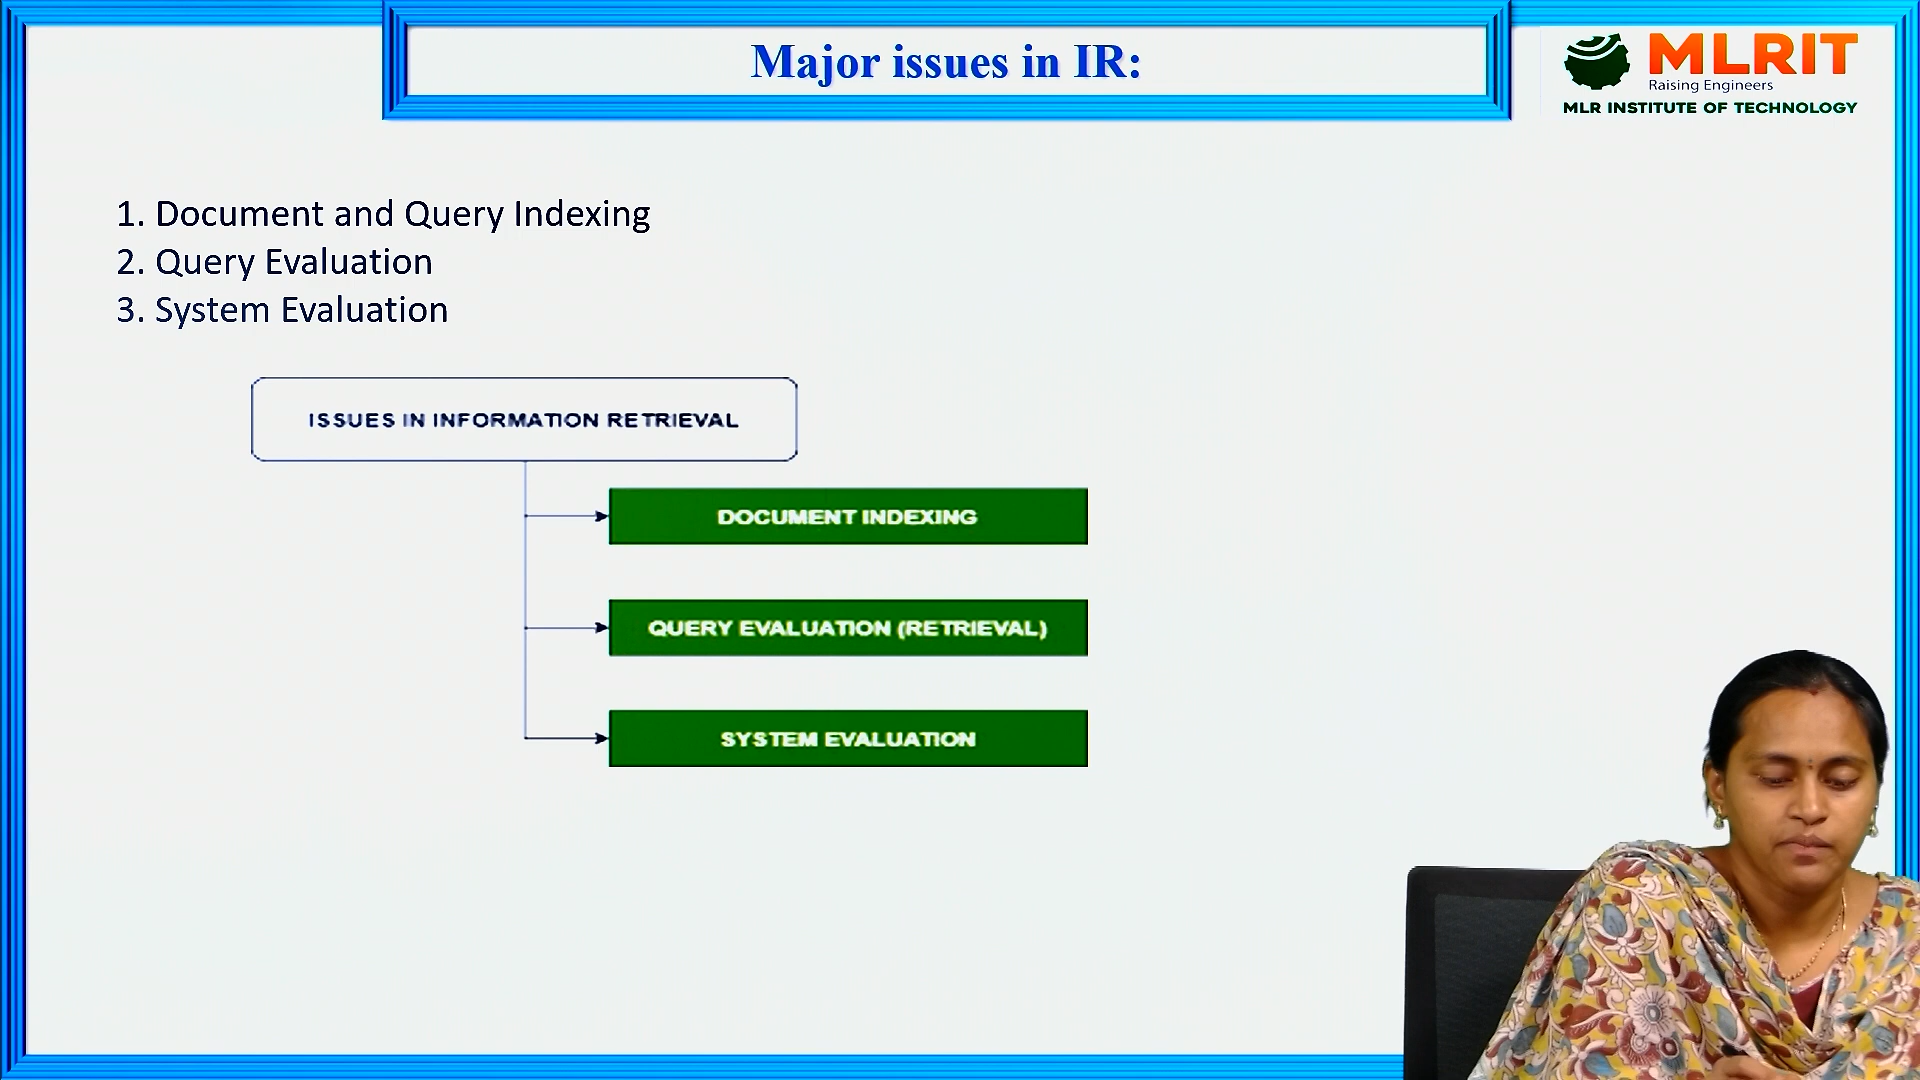 Major issues in IR:
MLRIT
Raising Engineers
MLR INSTITUTE OF TECHNOLOGY
1. Document and Query Indexing
2. Query Evaluation
3. System Evaluation
ISSUES IN INFORMATION RETRIEVAL
DOCUMENT INDEXING
QUERY EVALUATION (RETRIEVAL)
SYSTEM EVALUATION